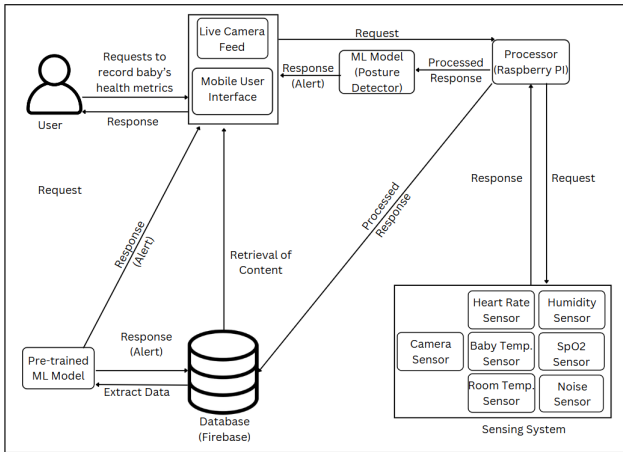 Live Camera
Feed
Mobile User
Interface
Requests to
record baby's
health metrics
Response
User
Request
Response
(Alert)
ML Model
(Posture
Detector)
Processed
Response
Processor
(Raspberry PI)
Request
Response
(Alert)
Retrieval of
Content
Processed
Response
Response
Request
Pre-trained
ML Model
Response
(Alert)
Extract Data
Database
(Firebase)
Heart Rate
Sensor
Humidity
Sensor
Camera
Sensor
Baby Temp.
Sensor
SpO2
Sensor
Room Temp.
Sensor
Noise
Sensor
Sensing System